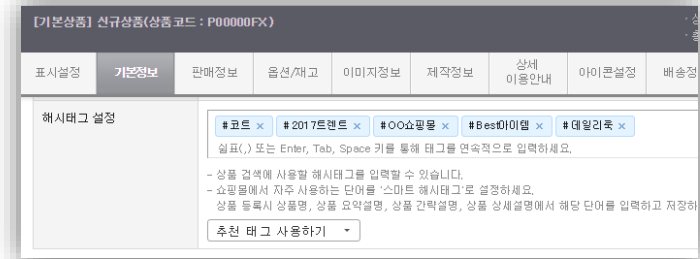 [기본상품] 신규상품(상품코드 : P00000FX)
표시설정 기본정보 판매정보 옵션/재고 이미지정보 제작정보 상세 이용안내 아이콘설정 배송정
해시태그 설정
#코트 × #2017트렌트 × #OO쇼핑몽 × #Best아이템 × #데일리룩 ×
쉼표(,) 또는 Enter, Tab, Space 키를 통해 태그를 연속적으로 입력하세요.
- 상품 검색에 사용할 해시태그를 입력할 수 있습니다.
- 쇼핑몰에서 자주 사용하는 단어를 '스마트 해시태그'로 설정하세요.
상품 등록시 상품명, 상품 요약설명, 상품 간략설명, 상품 상세설명에서 해당 단어를 입력하고 저장하
추천 태그 사용하기